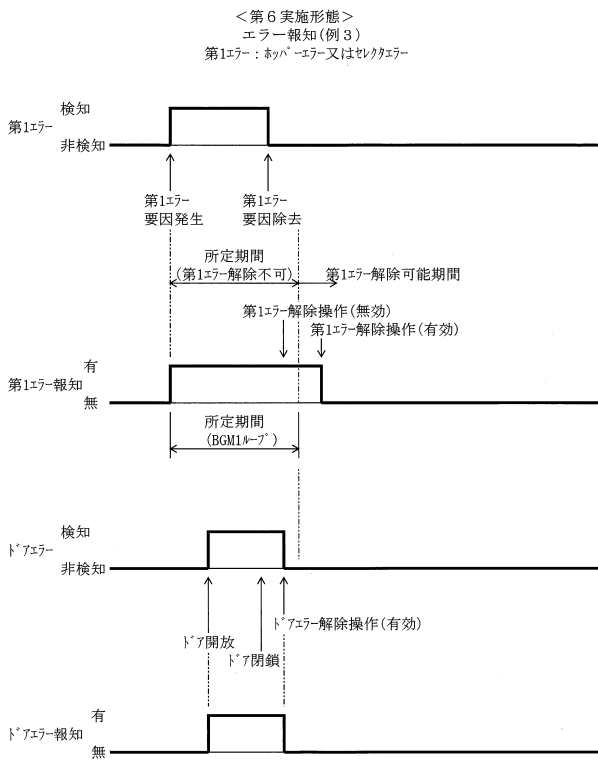 ＜第６実施形態＞
エラー報知(例３)
第1ｴﾗｰ：ﾎｯﾊﾟｰｴﾗｰ又はｾﾚｸﾀｴﾗｰ
検知
第1ｴﾗｰ
非検知
第1ｴﾗｰ
要因発生
第1ｴﾗｰ
要因除去
所定期間
(第1ｴﾗｰ解除不可)
第1ｴﾗｰ解除可能期間
第1ｴﾗｰ解除操作(無効)
第1ｴﾗｰ解除操作(有効)
有
第1ｴﾗｰ報知
無
所定期間
(BGM1ﾙｰﾌﾟ)
検知
ﾄﾞｱｴﾗｰ
非検知
ﾄﾞｱｴﾗｰ解除操作(有効)
ﾄﾞｱ開放
ﾄﾞｱ閉鎖
有
ﾄﾞｱｴﾗｰ報知
無